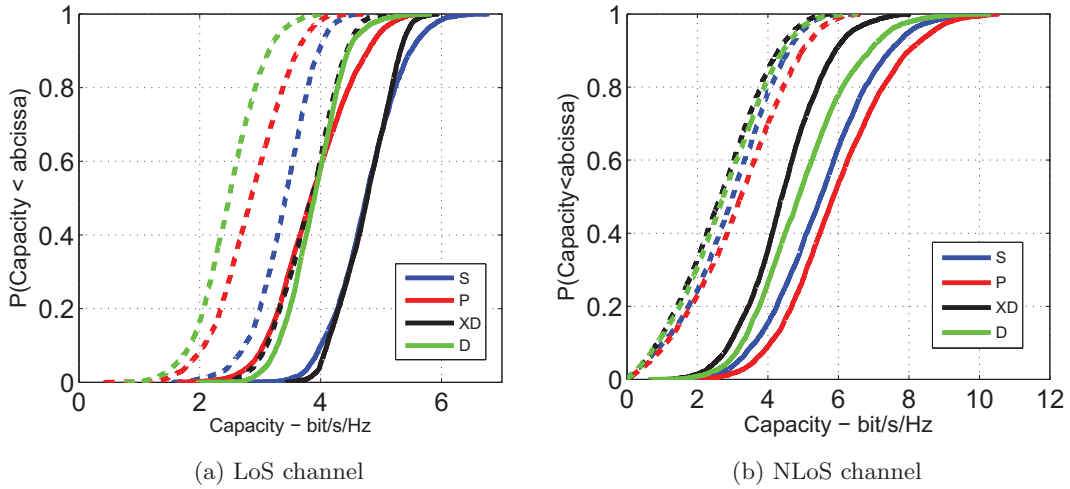 P(Capacity < abcissa)
1
0.8
0.6
0.4
0.2
0
0
2
4
6
Capacity − bit/s/Hz
S
P
XD
D
(a) LoS channel
P(Capacity<abcissa)
1
0.8
0.6
0.4
0.2
0
0
2
4
6
8
10
12
Capacity − bit/s/Hz
S
P
XD
D
(b) NLoS channel